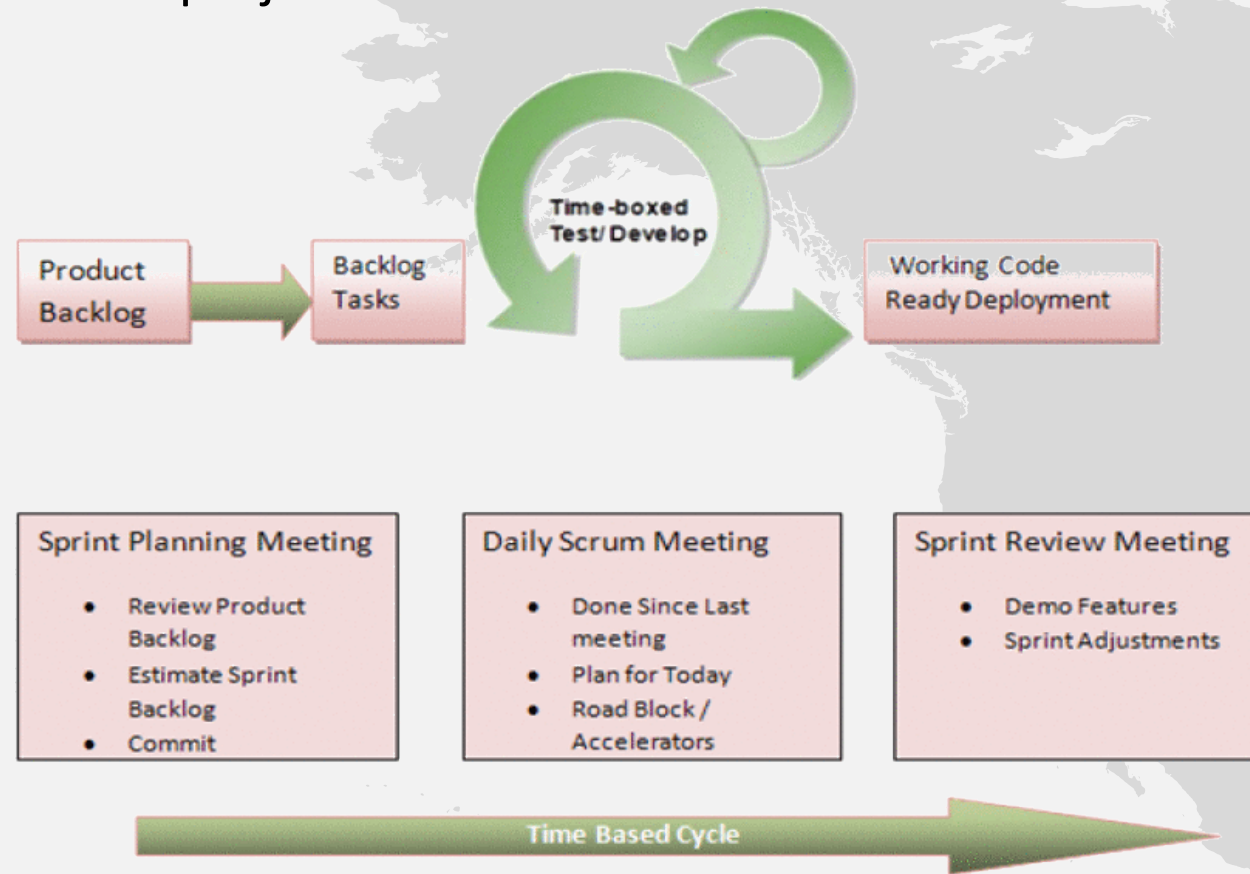 Product
Backlog
Backlog
Tasks
Time-boxed
Test/ Develop
Working Code
Ready Deployment
Sprint Planning Meeting
• Review Product
Backlog
• Estimate Sprint
Backlog
• Commit
Daily Scrum Meeting
• Done Since Last
meeting
• Plan for Today
• Road Block /
Accelerators
Sprint Review Meeting
• Demo Features
• Sprint Adjustments
Time Based Cycle